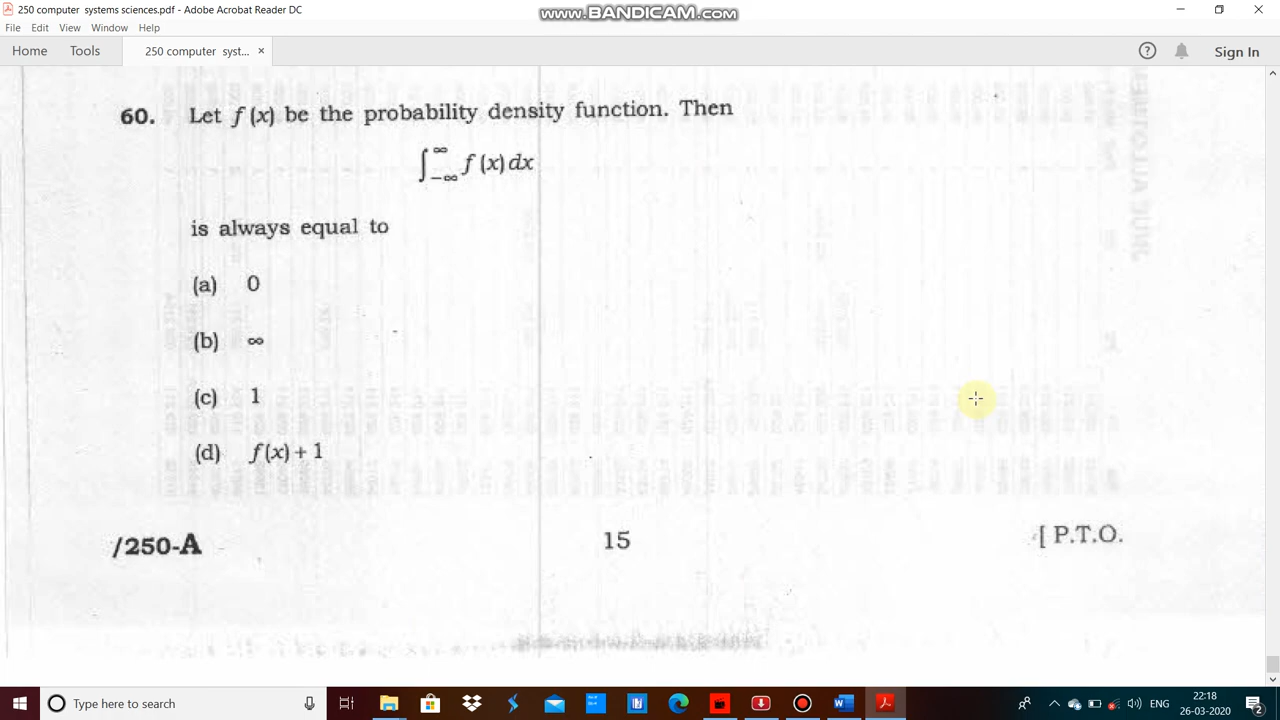 250 computer systems sciences.pdf - Adobe Acrobat Reader DC
www.BANDICAM.com
File Edit View Window Help
Home Tools 250 computer syst... × Sign In
60. Let f (x) be the probability density function. Then
∫_{-∞}^{∞} f (x) dx
is always equal to
(a) 0
(b) ∞
(c) 1
(d) f(x) + 1
/250-A 15 [ P.T.O.
Type here to search
ENG 22:18
26-03-2020 2